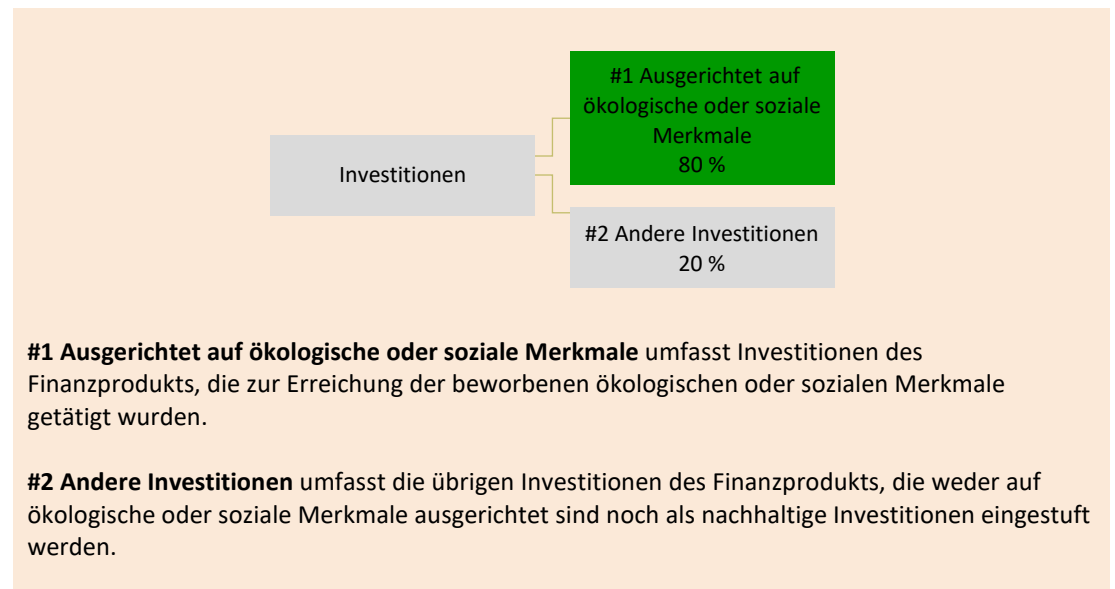 #1 Ausgerichtet auf
ökologische oder soziale
Merkmale
80 %
Investitionen
#2 Andere Investitionen
20 %
#1 Ausgerichtet auf ökologische oder soziale Merkmale umfasst Investitionen des
Finanzprodukts, die zur Erreichung der beworbenen ökologischen oder sozialen Merkmale
getätigt wurden.
#2 Andere Investitionen umfasst die übrigen Investitionen des Finanzprodukts, die weder auf
ökologische oder soziale Merkmale ausgerichtet sind noch als nachhaltige Investitionen eingestuft
werden.